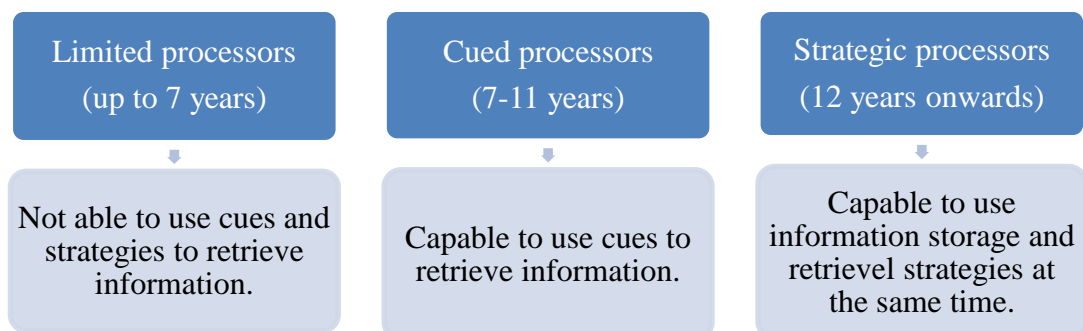 Limited processors
(up to 7 years)
Not able to use cues and
strategies to retrieve
information.
Cued processors
(7-11 years)
Capable to use cues to
retrieve information.
Strategic processors
(12 years onwards)
Capable to use
information storage and
retrievel strategies at
the same time.